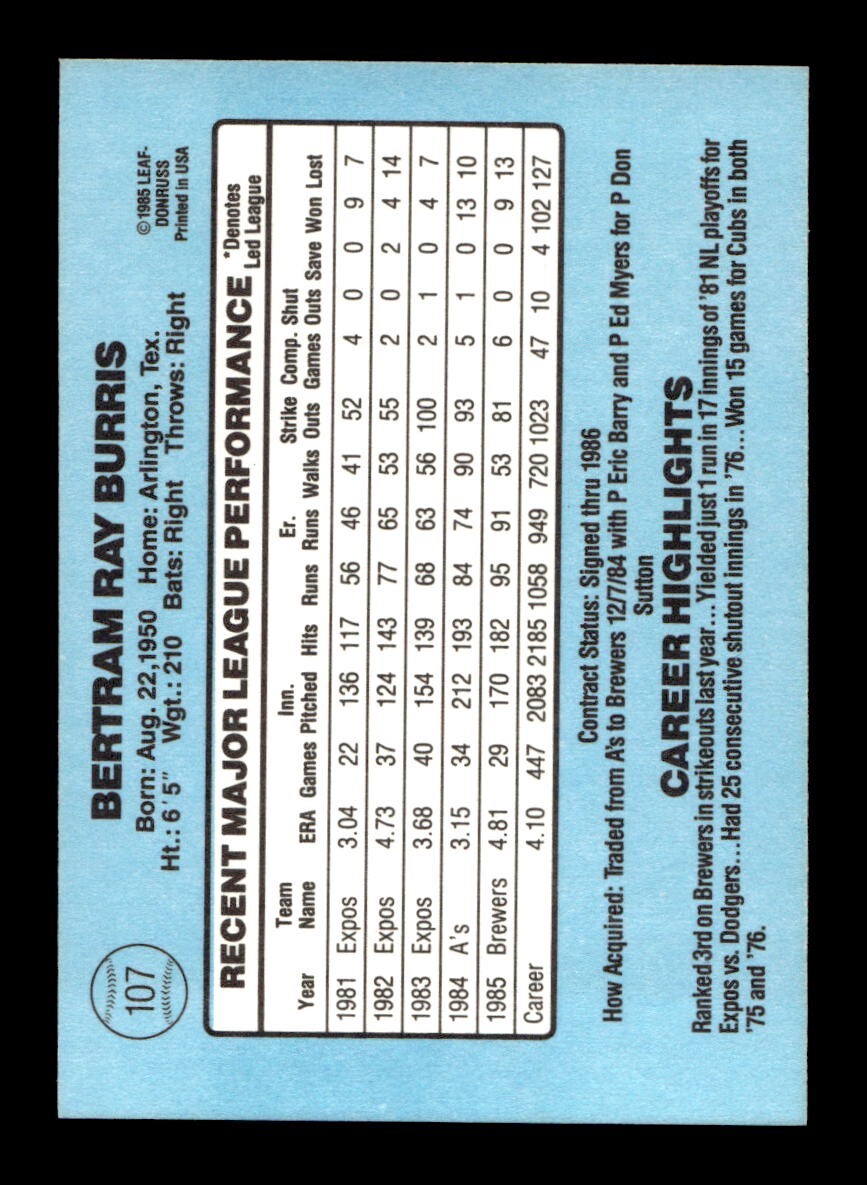 107
BERTRAM RAY BURRIS
Born: Aug. 22,1950 Home: Arlington, Tex.
Ht.: 6'5" Wgt.: 210 Bats: Right Throws: Right
©1985 LEAF-
DONRUSS
Printed in USA
RECENT MAJOR LEAGUE PERFORMANCE
*Denotes
Led League
Team Inn. Er. Strike Comp. Shut
Year Name ERA Games Pitched Hits Runs Runs Walks Outs Games Outs Save Won Lost
1981 Expos 3.04 22 136 117 56 46 41 52 4 0 0 9 7
1982 Expos 4.73 37 124 143 77 65 53 55 2 0 2 4 14
1983 Expos 3.68 40 154 139 68 63 56 100 2 1 0 4 7
1984 A's 3.15 34 212 193 84 74 90 93 5 1 0 13 10
1985 Brewers 4.81 29 170 182 95 91 53 81 6 0 0 9 13
Career 4.10 447 2083 2185 1058 949 720 1023 47 10 4 102 127
Contract Status: Signed thru 1986
How Acquired: Traded from A's to Brewers 12/7/84 with P Eric Barry and P Ed Myers for P Don
Sutton
CAREER HIGHLIGHTS
Ranked 3rd on Brewers in strikeouts last year...Yielded just 1 run in 17 innings of '81 NL playoffs for
Expos vs. Dodgers...Had 25 consecutive shutout innings in '76...Won 15 games for Cubs in both
'75 and '76.